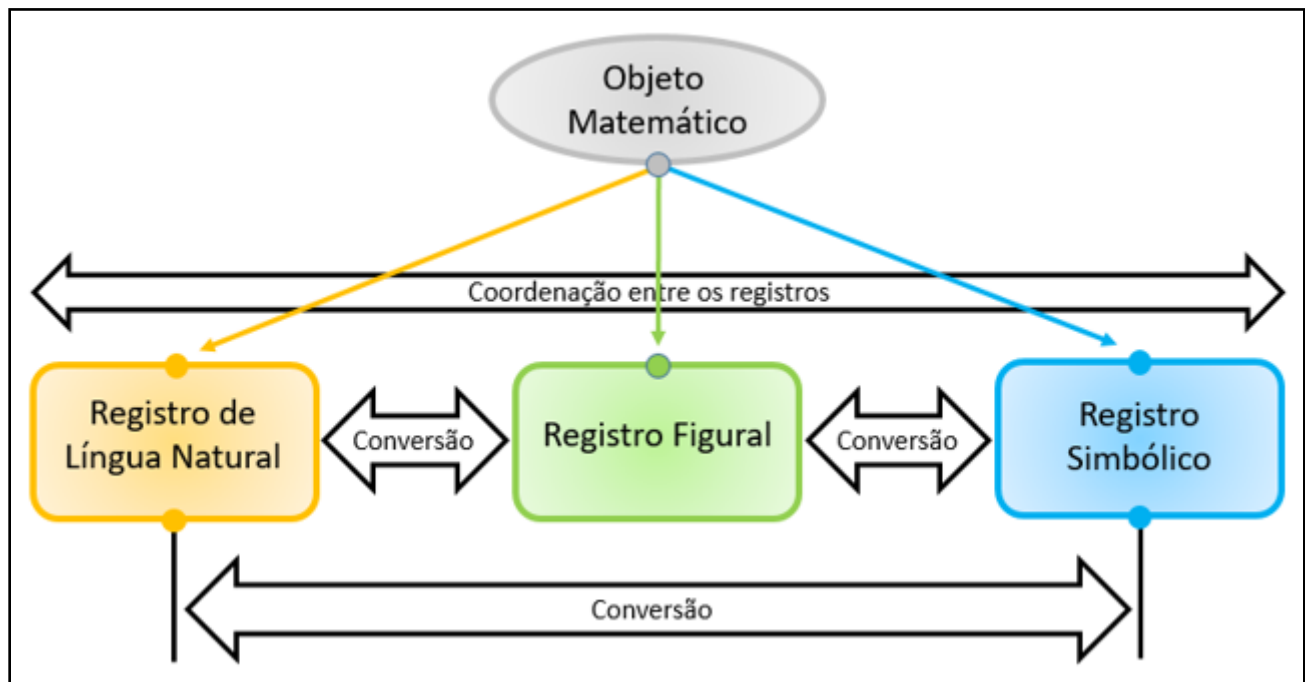 Objeto
Matemático
Coordenação entre os registros
Registro de
Língua Natural
Conversão
Registro Figural
Conversão
Registro
Simbólico
Conversão